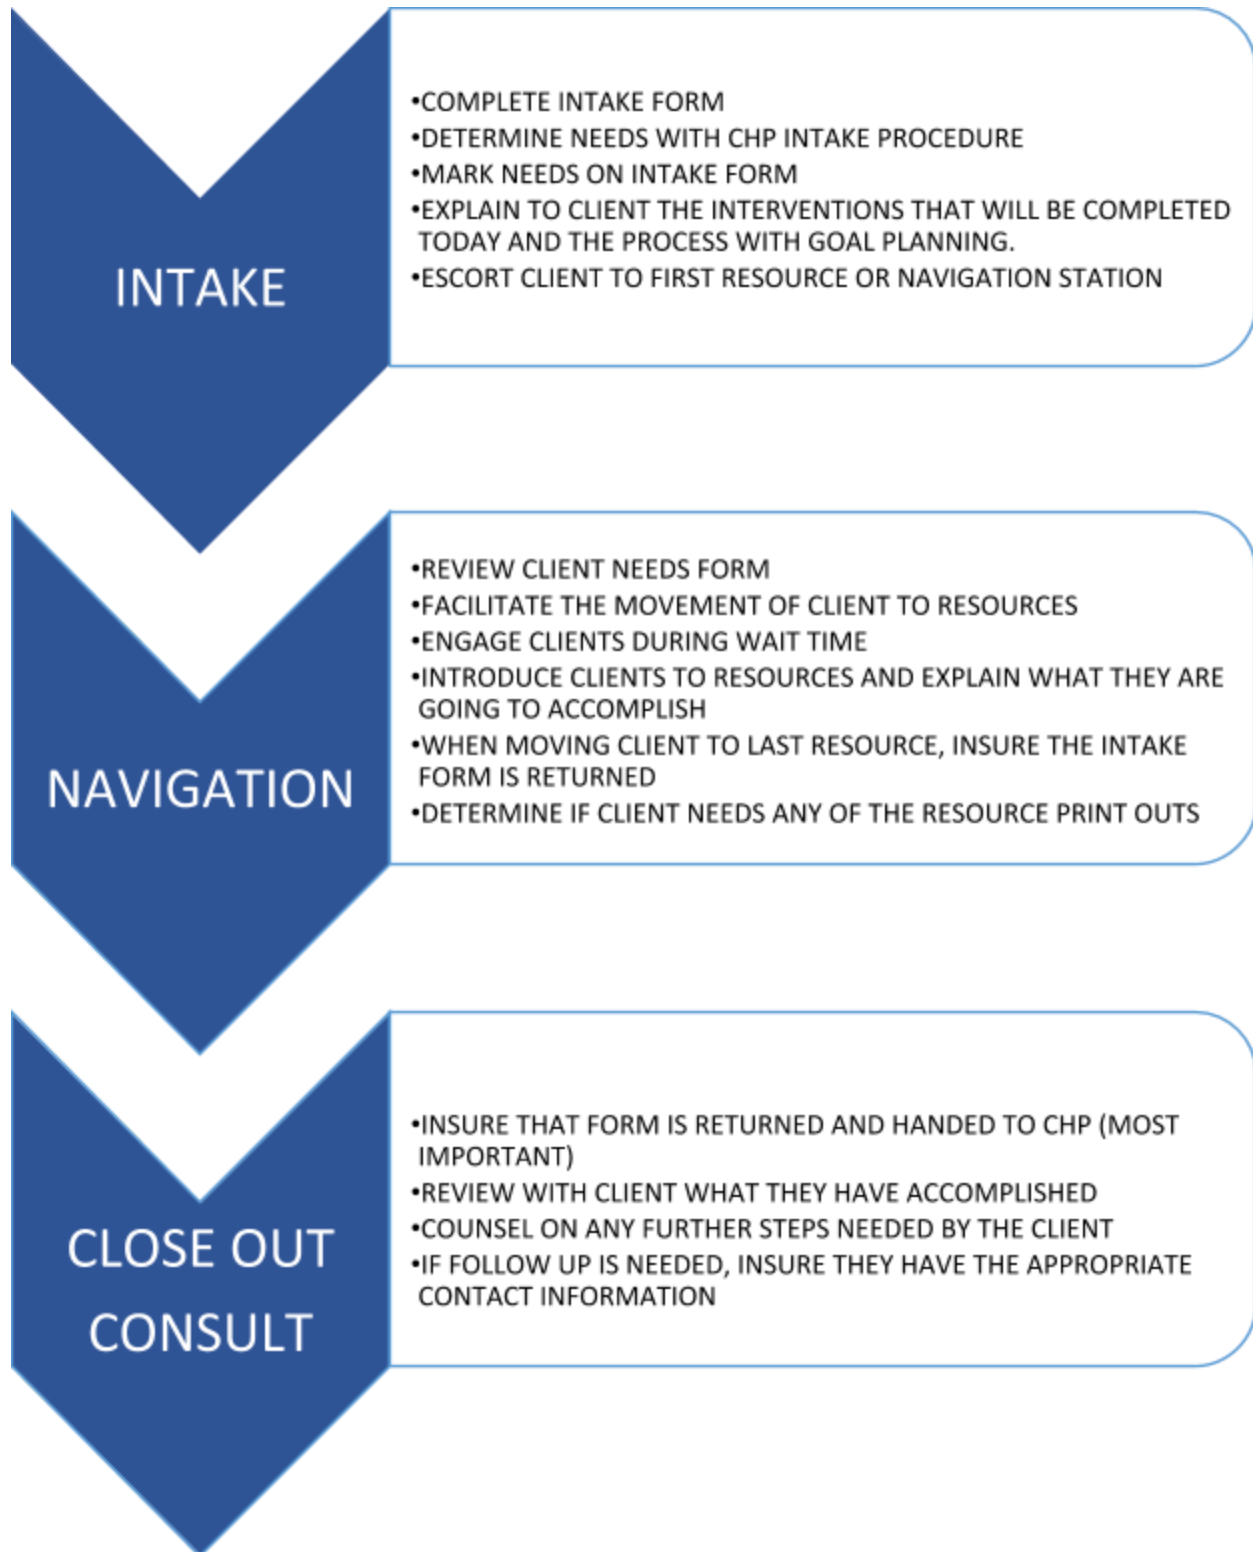 INTAKE
•COMPLETE INTAKE FORM
•DETERMINE NEEDS WITH CHP INTAKE PROCEDURE
•MARK NEEDS ON INTAKE FORM
•EXPLAIN TO CLIENT THE INTERVENTIONS THAT WILL BE COMPLETED
TODAY AND THE PROCESS WITH GOAL PLANNING.
•ESCORT CLIENT TO FIRST RESOURCE OR NAVIGATION STATION
NAVIGATION
•REVIEW CLIENT NEEDS FORM
•FACILITATE THE MOVEMENT OF CLIENT TO RESOURCES
•ENGAGE CLIENTS DURING WAIT TIME
•INTRODUCE CLIENTS TO RESOURCES AND EXPLAIN WHAT THEY ARE
GOING TO ACCOMPLISH
•WHEN MOVING CLIENT TO LAST RESOURCE, INSURE THE INTAKE
FORM IS RETURNED
•DETERMINE IF CLIENT NEEDS ANY OF THE RESOURCE PRINT OUTS
CLOSE OUT
CONSULT
•INSURE THAT FORM IS RETURNED AND HANDED TO CHP (MOST
IMPORTANT)
•REVIEW WITH CLIENT WHAT THEY HAVE ACCOMPLISHED
•COUNSEL ON ANY FURTHER STEPS NEEDED BY THE CLIENT
•IF FOLLOW UP IS NEEDED, INSURE THEY HAVE THE APPROPRIATE
CONTACT INFORMATION